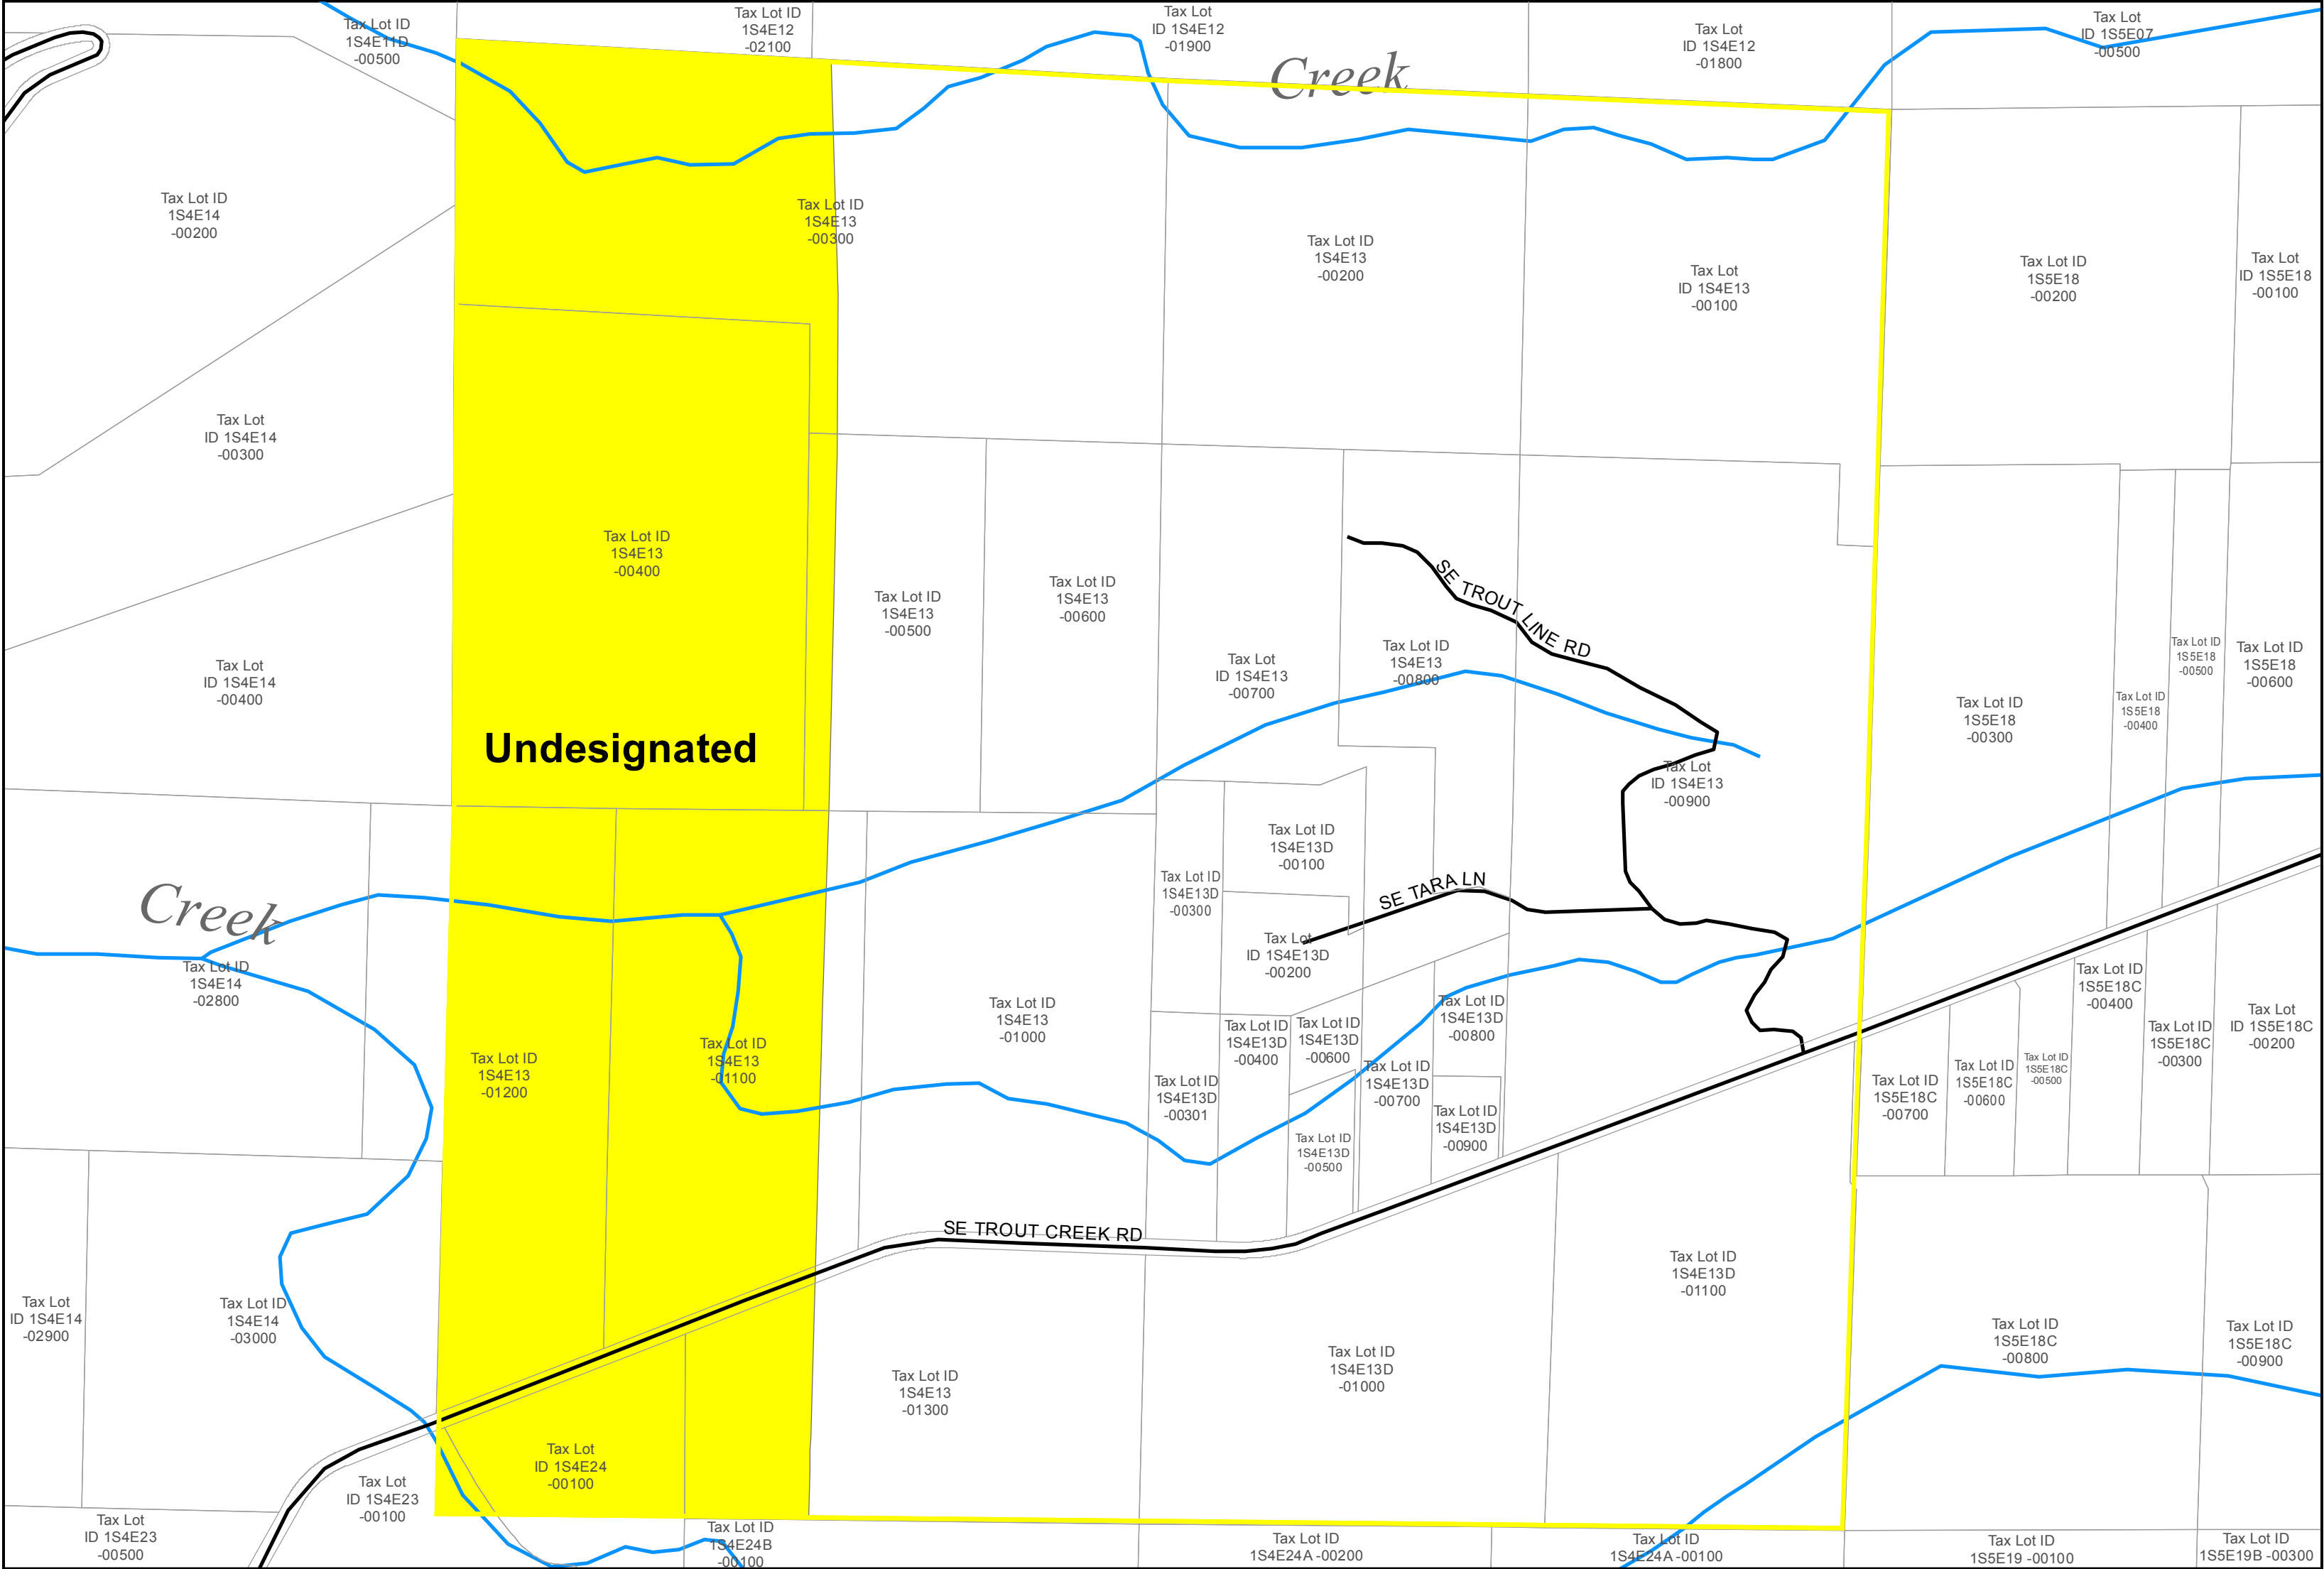 Tax Lot ID
1S4E11D
-00500
Tax Lot ID
1S4E12
-02100
Tax Lot
ID 1S4E12
-01900
Creek
Tax Lot
ID 1S4E12
-01800
Tax Lot
ID 1S5E07
-00500
Tax Lot ID
1S4E14
-00200
Tax Lot ID
1S4E13
-00300
Tax Lot ID
1S4E13
-00200
Tax Lot
ID 1S4E13
-00100
Tax Lot ID
1S5E18
-00200
Tax Lot
ID 1S5E18
-00100
Tax Lot
ID 1S4E14
-00300
Tax Lot ID
1S4E13
-00400
Tax Lot ID
1S4E13
-00500
Tax Lot ID
1S4E13
-00600
SE TROUT LINE RD
Tax Lot
ID 1S4E14
-00400
Tax Lot
ID 1S4E13
-00700
Tax Lot ID
1S4E13
-00800
Tax Lot ID
1S5E18
-00300
Tax Lot ID
1S5E18
-00400
Tax Lot ID
1S5E18
-00500
Tax Lot ID
1S5E18
-00600
Undesignated
Tax Lot
ID 1S4E13
-00900
Creek
Tax Lot ID
1S4E13D
-00100
Tax Lot ID
1S4E13D
-00300
SE TARA LN
Tax Lot
ID 1S4E13D
-00200
Tax Lot ID
1S4E14
-02800
Tax Lot ID
1S4E13
-01200
Tax Lot ID
1S4E13
-01100
Tax Lot ID
1S4E13
-01000
Tax Lot ID
1S4E13D
-00400
Tax Lot ID
1S4E13D
-00600
Tax Lot ID
1S4E13D
-00800
Tax Lot ID
1S4E13D
-00301
Tax Lot ID
1S4E13D
-00700
Tax Lot ID
1S4E13D
-00900
Tax Lot ID
1S4E13D
-00500
Tax Lot ID
1S5E18C
-00400
Tax Lot ID
1S5E18C
-00300
Tax Lot
ID 1S5E18C
-00200
Tax Lot ID
1S5E18C
-00700
Tax Lot ID
1S5E18C
-00600
Tax Lot ID
1S5E18C
-00500
SE TROUT CREEK RD
Tax Lot
ID 1S4E14
-02900
Tax Lot ID
1S4E14
-03000
Tax Lot ID
1S4E13D
-01100
Tax Lot ID
1S4E13
-01300
Tax Lot ID
1S4E13D
-01000
Tax Lot ID
1S5E18C
-00800
Tax Lot ID
1S5E18C
-00900
Tax Lot
ID 1S4E24
-00100
Tax Lot
ID 1S4E23
-00100
Tax Lot
ID 1S4E23
-00500
Tax Lot ID
1S4E24B
-00100
Tax Lot ID
1S4E24A -00200
Tax Lot ID
1S4E24A -00100
Tax Lot ID
1S5E19 -00100
Tax Lot ID
1S5E19B -00300